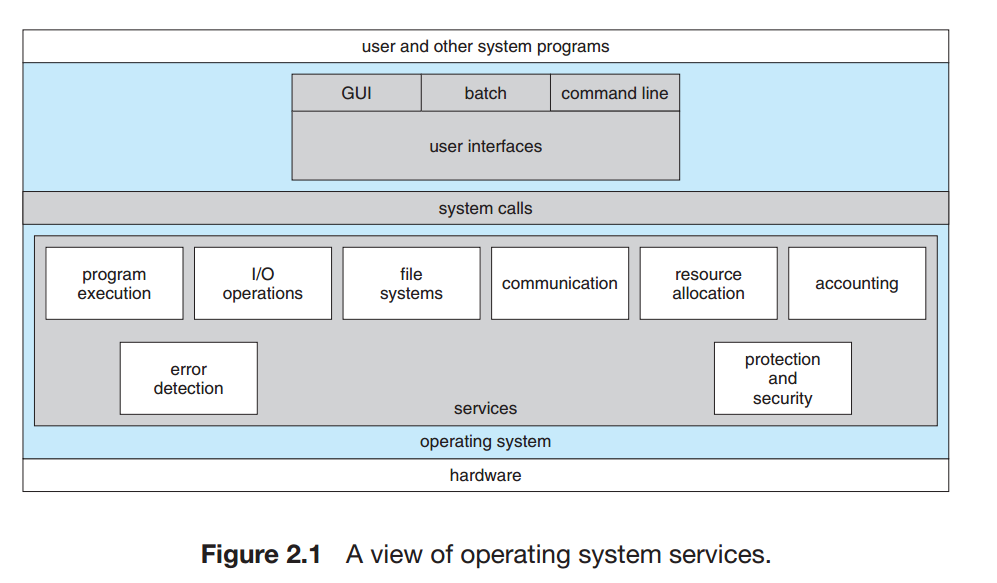 user and other system programs
GUI
batch
command line
user interfaces
system calls
program
execution
I/O
operations
file
systems
communication
resource
allocation
accounting
error
detection
protection
and
security
services
operating system
hardware
Figure 2.1 A view of operating system services.